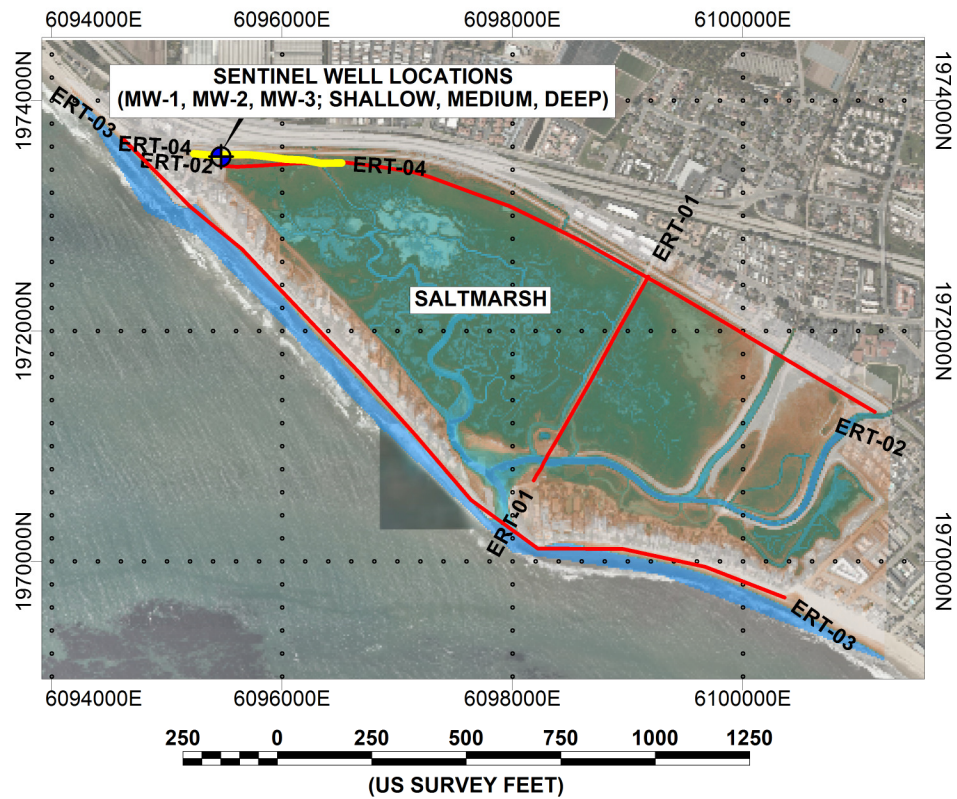 6094000E 6096000E 6098000E 6100000E
SENTINEL WELL LOCATIONS
(MW-1, MW-2, MW-3; SHALLOW, MEDIUM, DEEP)
1974000N
1974000N
ERT-03
ERT-04
ERT-02
ERT-04
ERT-01
SALTMARSH
1972000N
1972000N
ERT-02
ERT-01
1970000N
1970000N
ERT-03
6094000E 6096000E 6098000E 6100000E
250 0 250 500 750 1000 1250
(US SURVEY FEET)